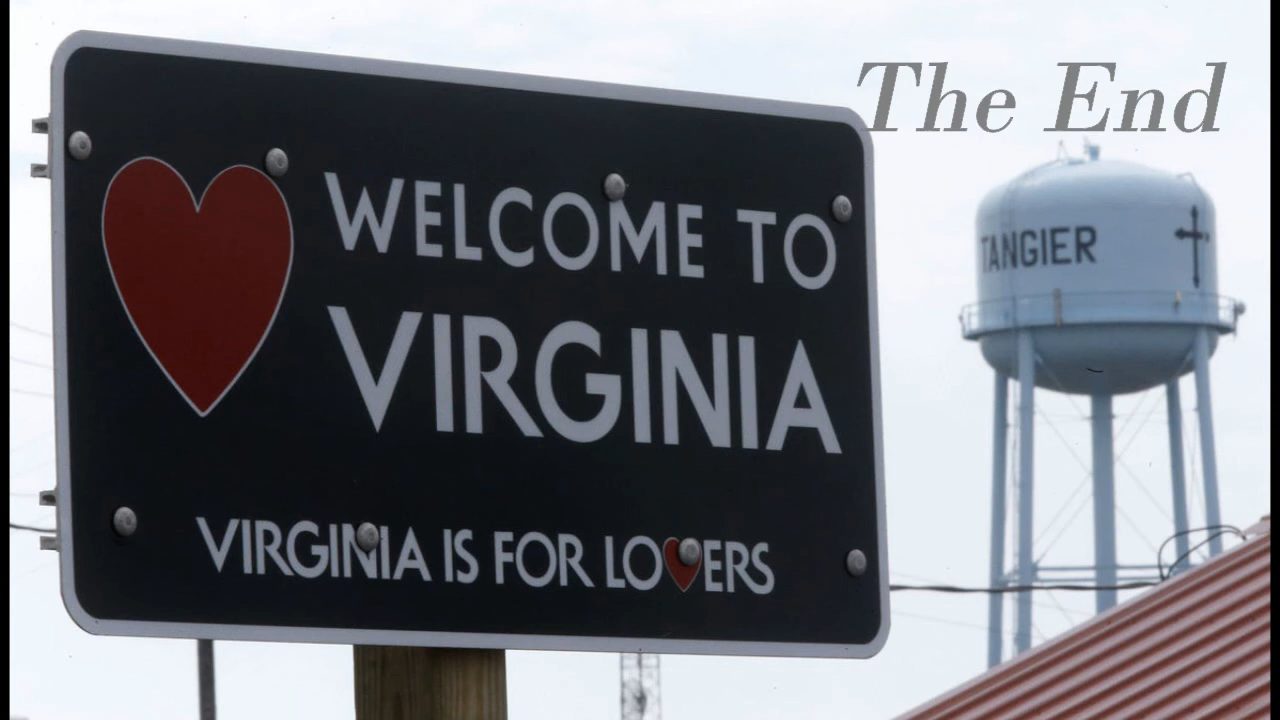 The End
WELCOME TO
VIRGINIA
VIRGINIA IS FOR LOVERS
TANGIER